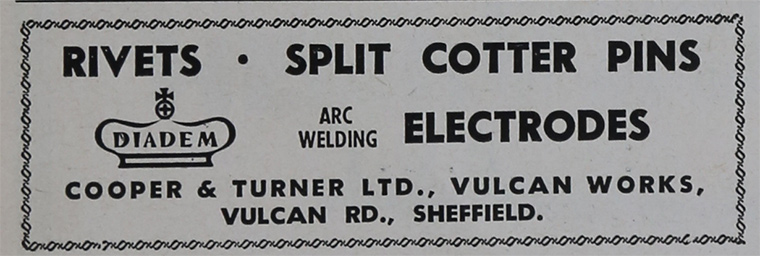 RIVETS · SPLIT COTTER PINS
DIADEM
ARC
WELDING
ELECTRODES
COOPER & TURNER LTD., VULCAN WORKS,
VULCAN RD., SHEFFIELD.